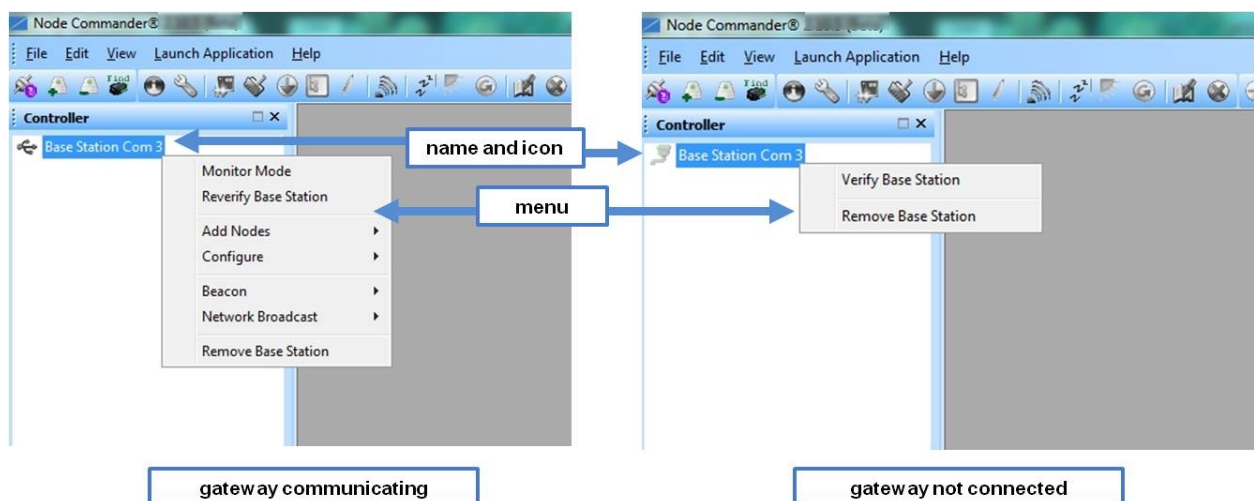 Node Commander®
File Edit View Launch Application Help
Find
Controller
Base Station Com 3
Monitor Mode
Reverify Base Station
Add Nodes
Configure
Beacon
Network Broadcast
Remove Base Station
gateway communicating
name and icon
menu
Node Commander®
File Edit View Launch Application Help
Find
Controller
Base Station Com 3
Verify Base Station
Remove Base Station
gateway not connected